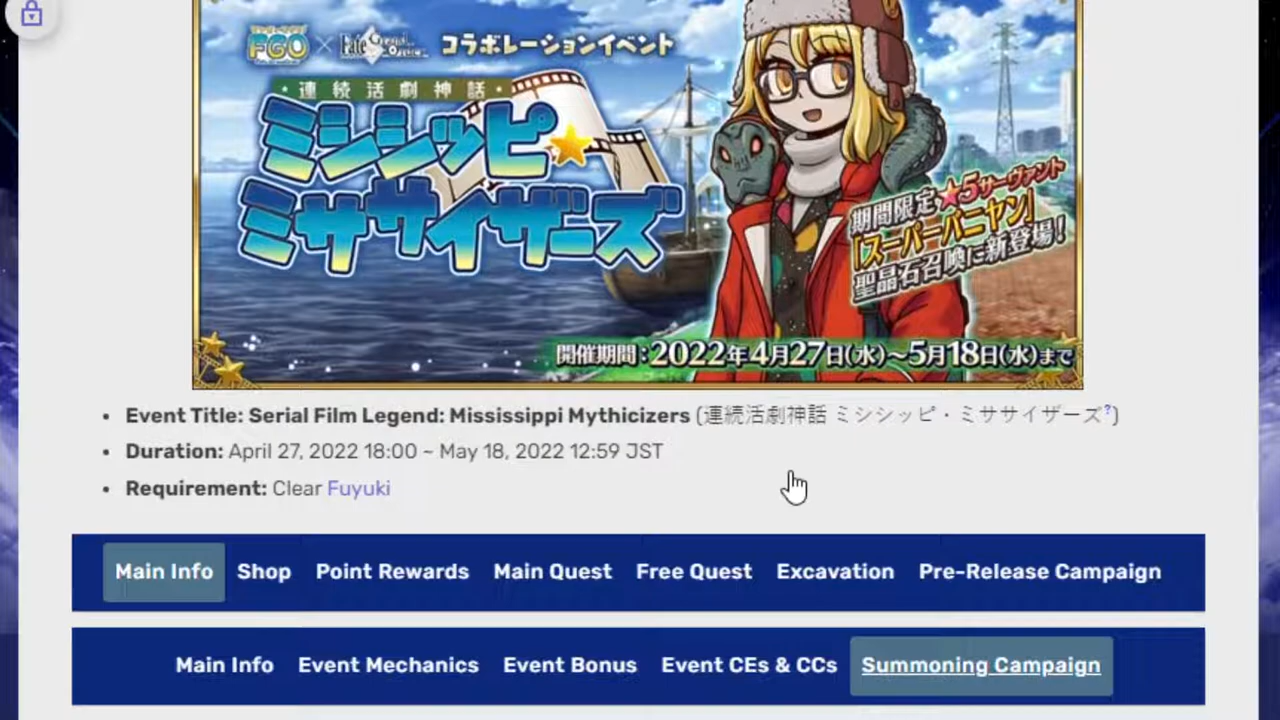 FGO × Fate/Grand Order コラボレーションイベント
・連続活劇神話・
ミシシッピ
ミササイザーズ
期間限定★5サーヴァント
「スーパーバニヤン」
聖晶石召喚に新登場!
開催期間:2022年4月27日(水)~5月18日(水)まで
• Event Title: Serial Film Legend: Mississippi Mythicizers (連続活劇神話 ミシシッピ・ミササイザーズ?)
• Duration: April 27, 2022 18:00 ~ May 18, 2022 12:59 JST
• Requirement: Clear Fuyuki
Main Info Shop Point Rewards Main Quest Free Quest Excavation Pre-Release Campaign
Main Info Event Mechanics Event Bonus Event CEs & CCs Summoning Campaign